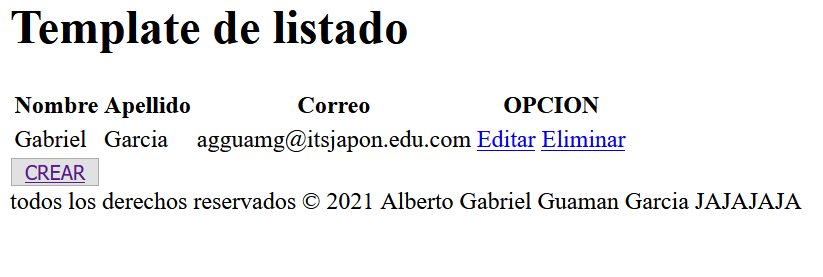 Template de listado
Nombre Apellido Correo OPCION
Gabriel Garcia agguamg@itsjapon.edu.com Editar Eliminar
CREAR
todos los derechos reservados © 2021 Alberto Gabriel Guaman Garcia JAJAJAJA